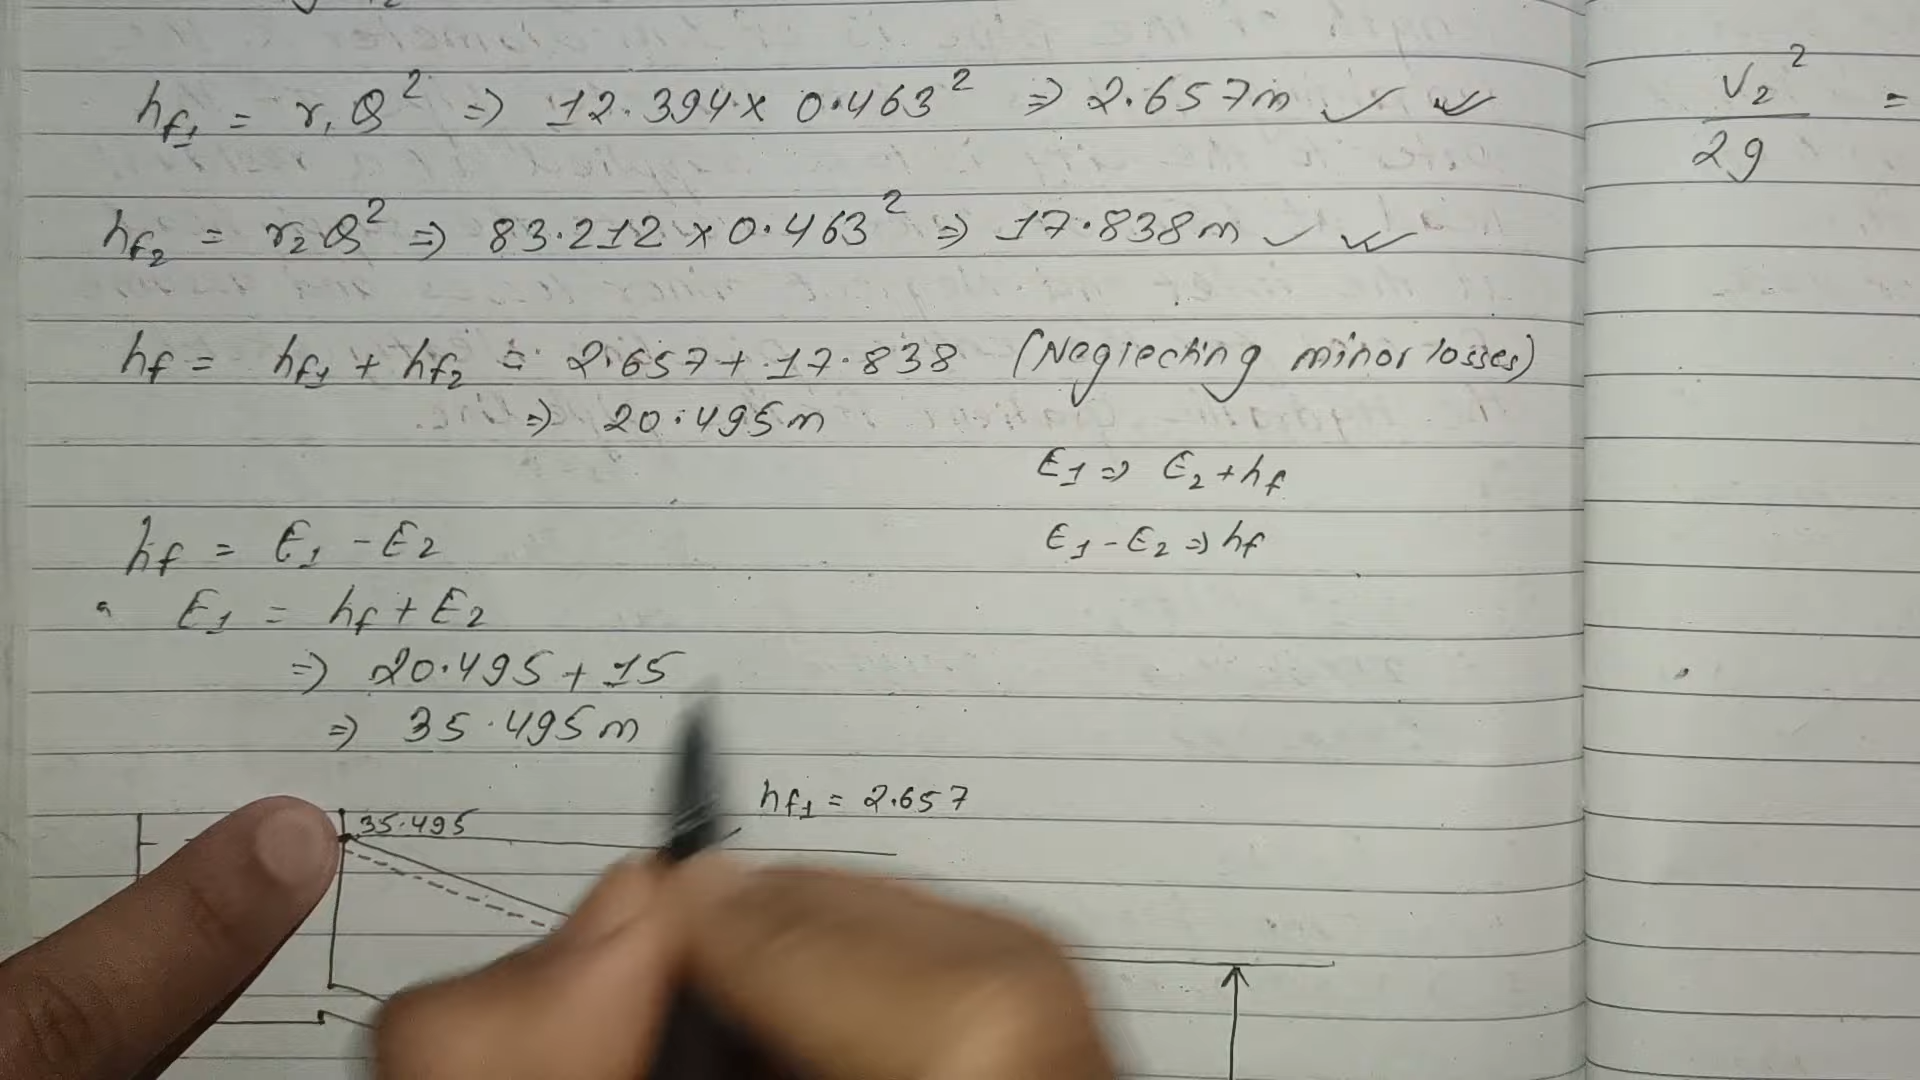 hf₁ = r₁Q² ⇒ 12.394 × 0.463² ⇒ 2.657m ✓ ✓✓
hf₂ = r₂Q² ⇒ 83.212 × 0.463² ⇒ 17.838m ✓ ✓✓
hf = hf₁ + hf₂ = 2.657 + 17.838 (Neglecting minor losses)
⇒ 20.495m
E₁ ⇒ E₂ + hf
hf = E₁ - E₂
E₁ - E₂ ⇒ hf
E₁ = hf + E₂
⇒ 20.495 + 15
⇒ 35.495m
hf₁ = 2.657
35.495
V₂² =
2g